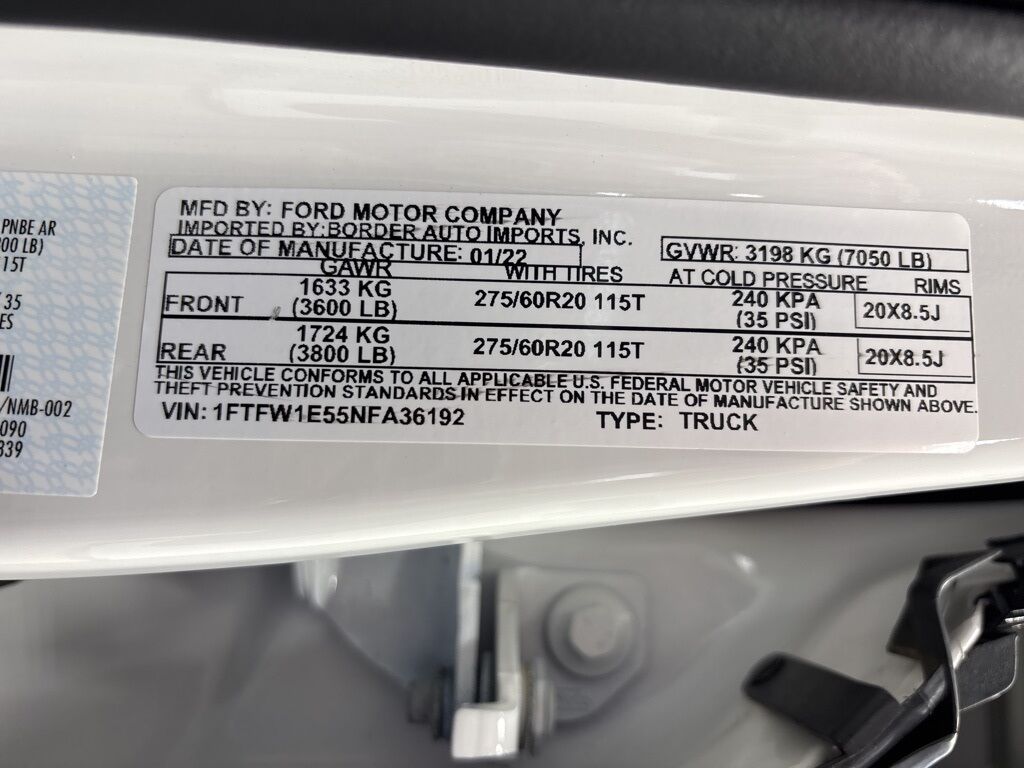 PNBE AR
00 LB)
15T
35
ES
/NMB-002
090
339
MFD BY: FORD MOTOR COMPANY
IMPORTED BY:BORDER AUTO IMPORTS, INC.
DATE OF MANUFACTURE: 01/22 GVWR: 3198 KG (7050 LB)
GAWR WITH TIRES AT COLD PRESSURE RIMS
FRONT 1633 KG (3600 LB) 275/60R20 115T 240 KPA (35 PSI) 20X8.5J
REAR 1724 KG (3800 LB) 275/60R20 115T 240 KPA (35 PSI) 20X8.5J
THIS VEHICLE CONFORMS TO ALL APPLICABLE U.S. FEDERAL MOTOR VEHICLE SAFETY AND
THEFT PREVENTION STANDARDS IN EFFECT ON THE DATE OF MANUFACTURE SHOWN ABOVE.
VIN: 1FTFW1E55NFA36192 TYPE: TRUCK